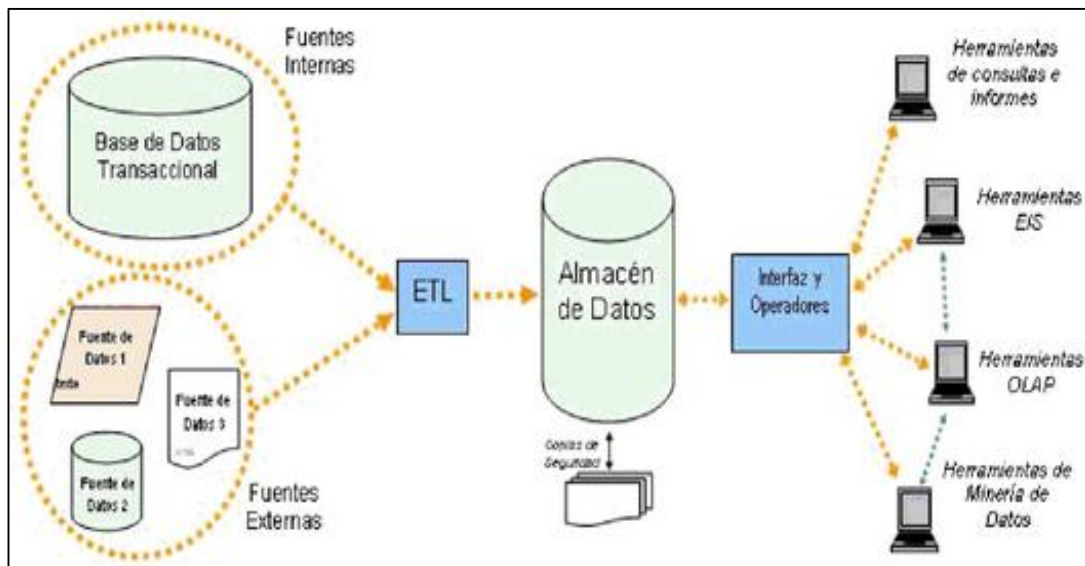 Fuentes
Internas
Base de Datos
Transaccional
Fuente de
Datos 1
texto
Fuente de
Datos 3
HTML
Fuente de
Datos 2
Fuentes
Externas
ETL
Almacén
de Datos
Copias de
Seguridad
Interfaz y
Operadores
Herramientas
de consultas e
informes
Herramientas
EIS
Herramientas
OLAP
Herramientas de
Minería de
Datos